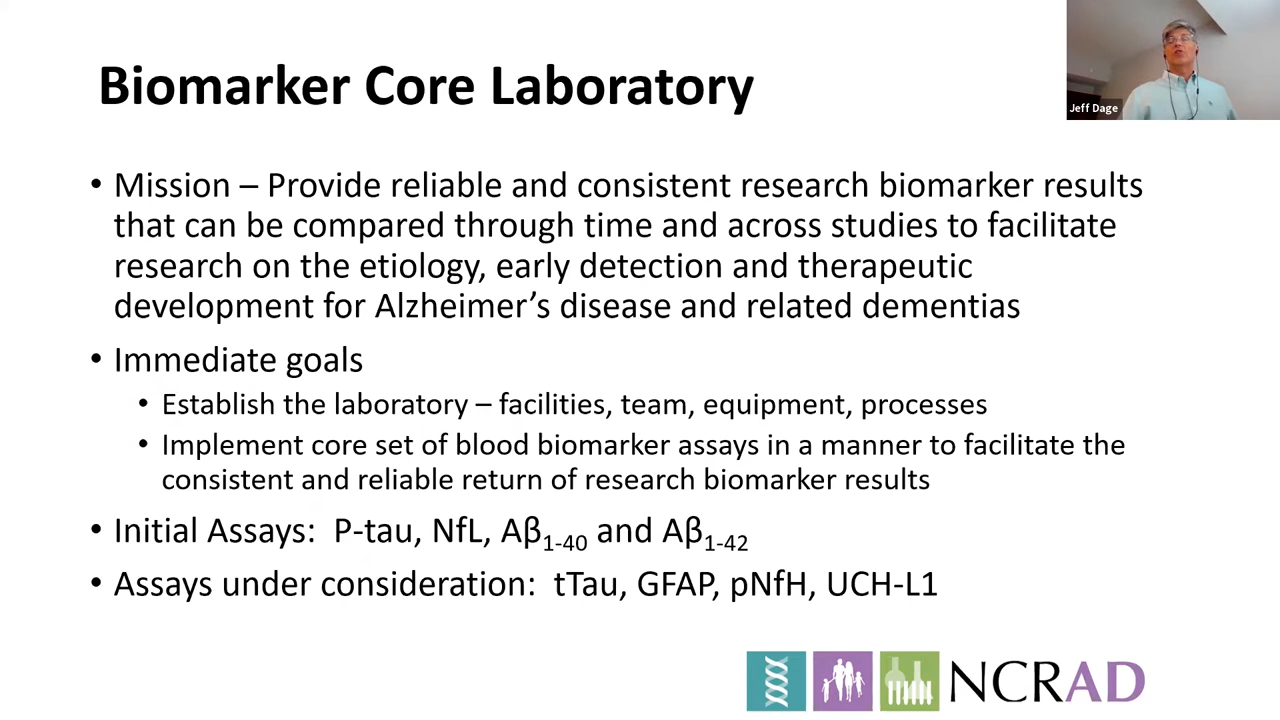 Biomarker Core Laboratory
Jeff Dage
• Mission – Provide reliable and consistent research biomarker results
that can be compared through time and across studies to facilitate
research on the etiology, early detection and therapeutic
development for Alzheimer’s disease and related dementias
• Immediate goals
• Establish the laboratory – facilities, team, equipment, processes
• Implement core set of blood biomarker assays in a manner to facilitate the
consistent and reliable return of research biomarker results
• Initial Assays: P-tau, NfL, Aβ1-40 and Aβ1-42
• Assays under consideration: tTau, GFAP, pNfH, UCH-L1
NCRAD